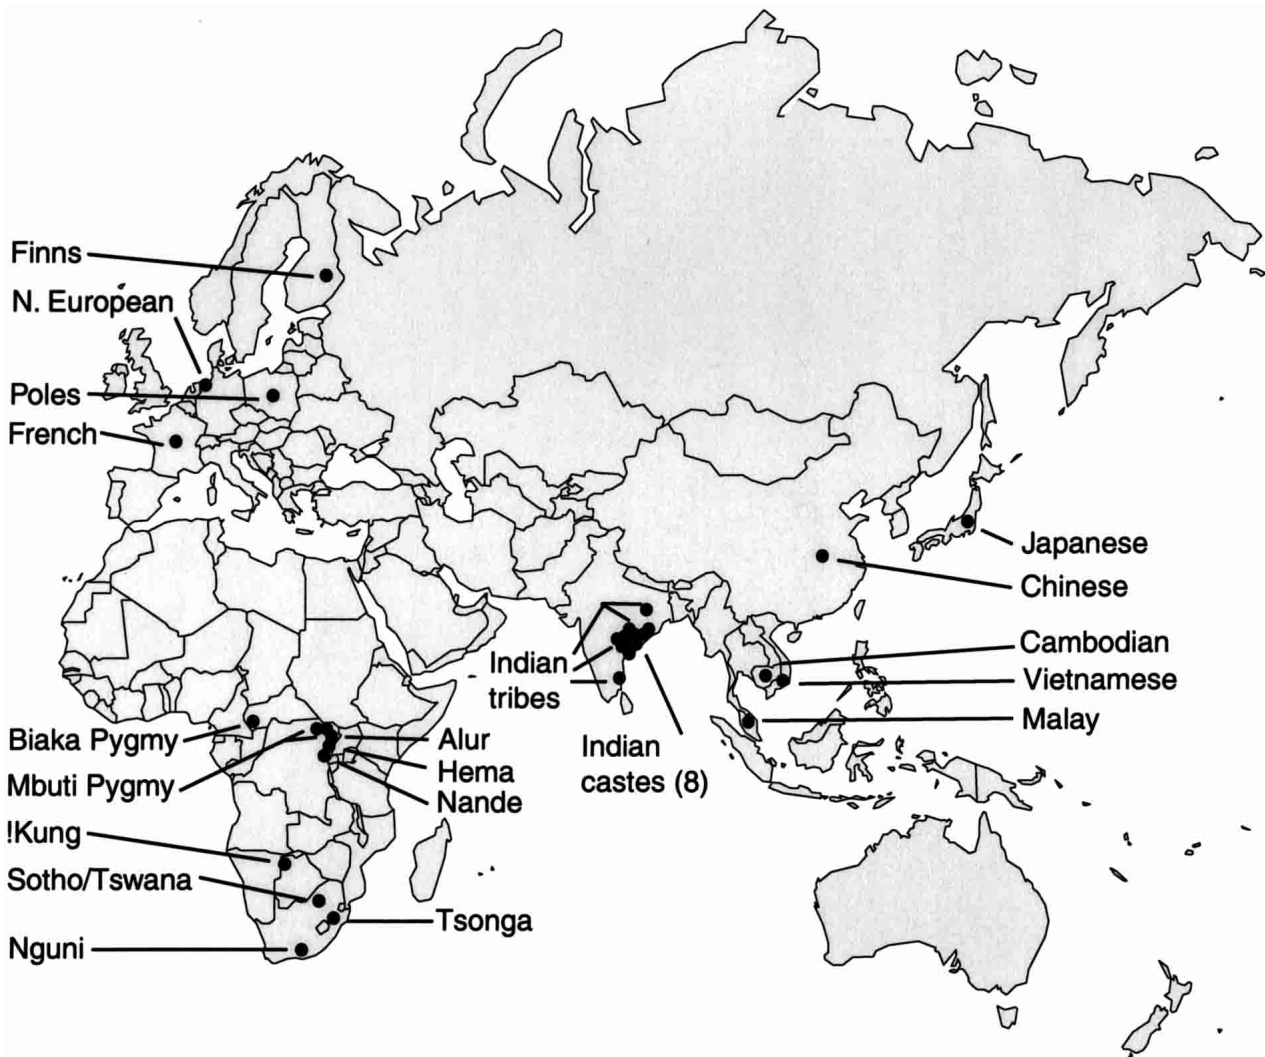 Finns
N. European
Poles
French
Japanese
Chinese
Cambodian
Vietnamese
Malay
Indian
tribes
Indian
castes (8)
Biaka Pygmy
Mbuti Pygmy
Alur
Hema
Nande
!Kung
Sotho/Tswana
Tsonga
Nguni